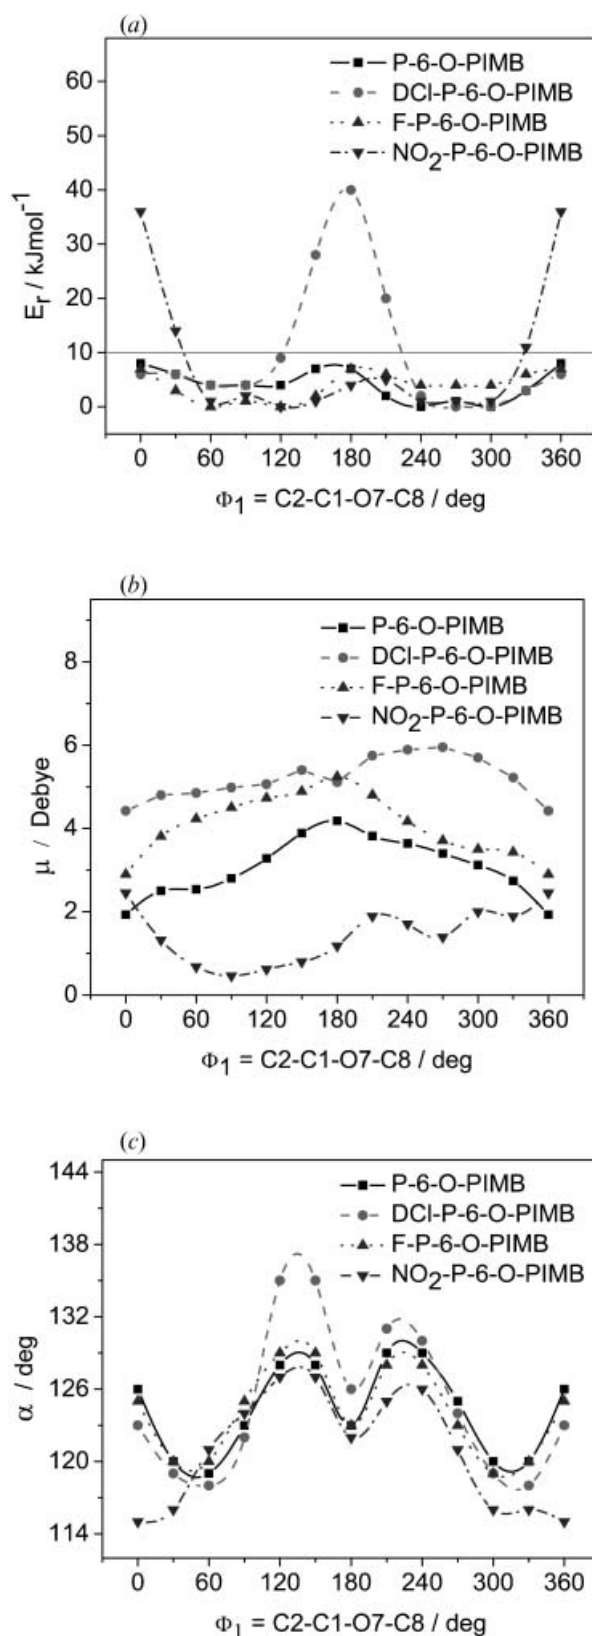 (a)
P-6-O-PIMB
DCl-P-6-O-PIMB
F-P-6-O-PIMB
NO₂-P-6-O-PIMB
60
50
40
30
20
10
0
Eᵣ / kJmol⁻¹
0 60 120 180 240 300 360
Φ₁ = C2-C1-O7-C8 / deg
(b)
P-6-O-PIMB
DCl-P-6-O-PIMB
F-P-6-O-PIMB
NO₂-P-6-O-PIMB
8
6
4
2
0
μ / Debye
0 60 120 180 240 300 360
Φ₁ = C2-C1-O7-C8 / deg
(c)
P-6-O-PIMB
DCl-P-6-O-PIMB
F-P-6-O-PIMB
NO₂-P-6-O-PIMB
144
138
132
126
120
114
α / deg
0 60 120 180 240 300 360
Φ₁ = C2-C1-O7-C8 / deg